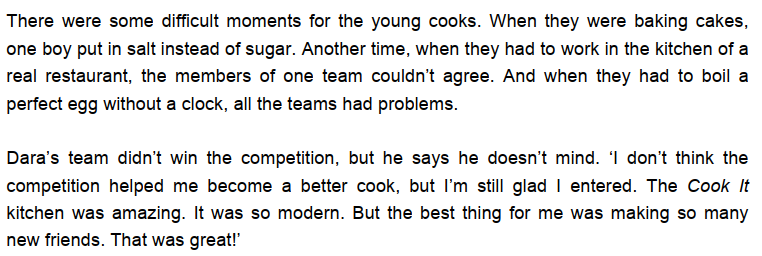 There were some difficult moments for the young cooks. When they were baking cakes,
one boy put in salt instead of sugar. Another time, when they had to work in the kitchen of a
real restaurant, the members of one team couldn’t agree. And when they had to boil a
perfect egg without a clock, all the teams had problems.
Dara’s team didn’t win the competition, but he says he doesn’t mind. ‘I don’t think the
competition helped me become a better cook, but I’m still glad I entered. The Cook It
kitchen was amazing. It was so modern. But the best thing for me was making so many
new friends. That was great!’